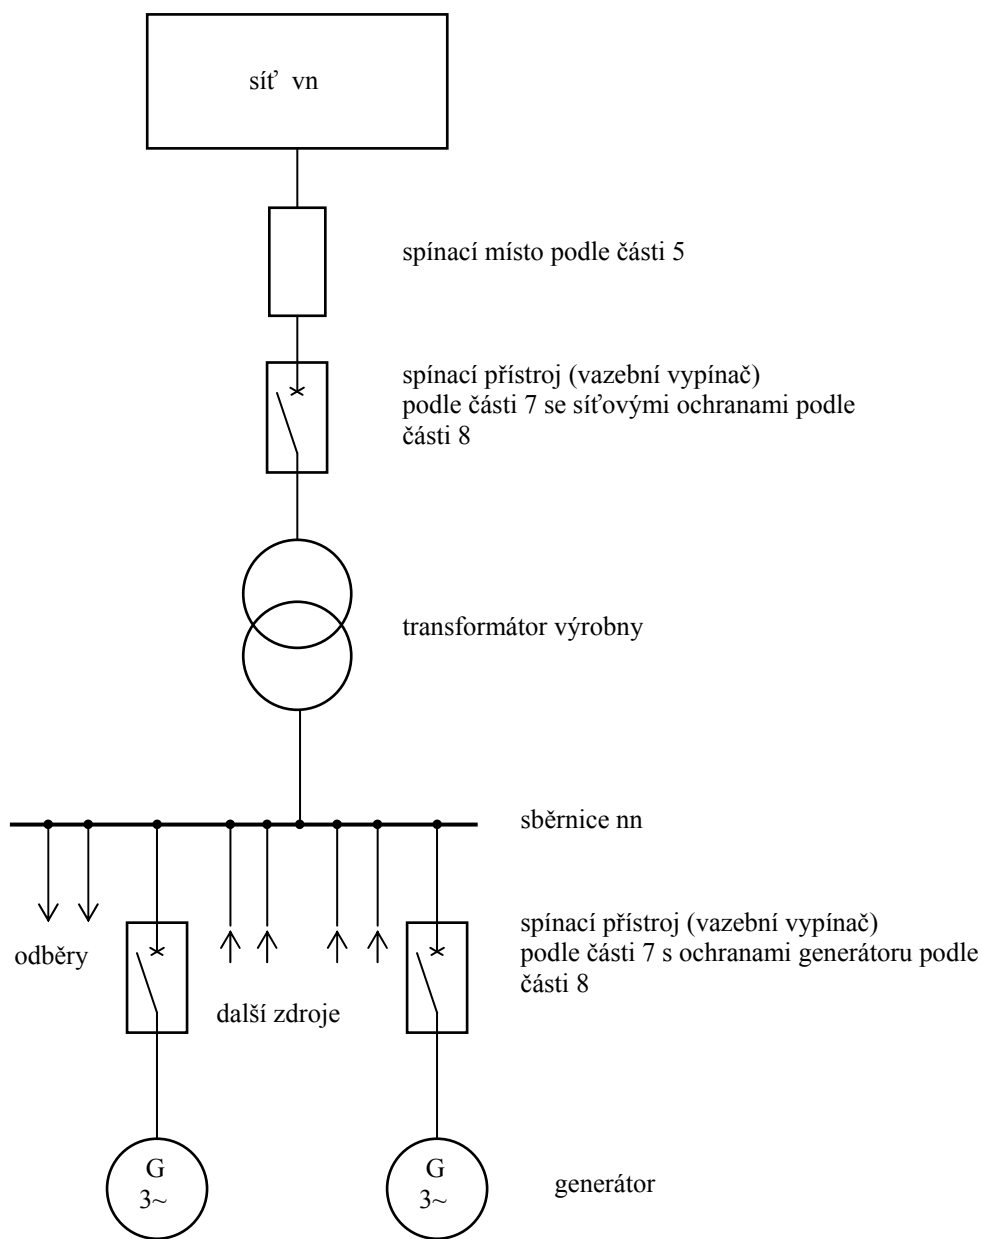 síť vn
spínací místo podle části 5
spínací přístroj (vazební vypínač)
podle části 7 se síťovými ochranami podle
části 8
transformátor výrobny
sběrnice nn
odběry
další zdroje
spínací přístroj (vazební vypínač)
podle části 7 s ochranami generátoru podle
části 8
G
3~
G
3~
generátor